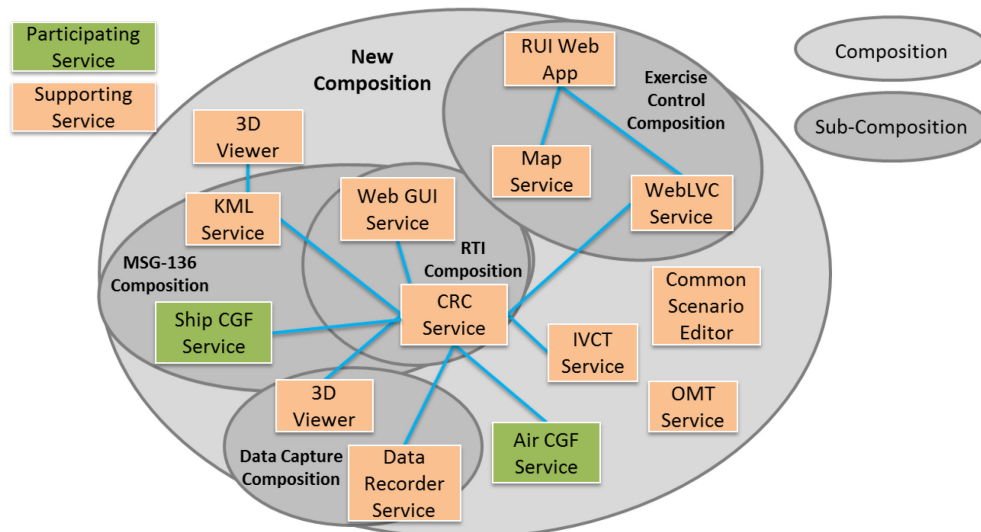 Participating
Service
Supporting
Service
New
Composition
RUI Web
App
Exercise
Control
Composition
Composition
Sub-Composition
3D
Viewer
Map
Service
WebLVC
Service
KML
Service
Web GUI
Service
MSG-136
Composition
RTI
Composition
Common
Scenario
Editor
Ship CGF
Service
CRC
Service
IVCT
Service
3D
Viewer
OMT
Service
Data Capture
Composition
Data
Recorder
Service
Air CGF
Service